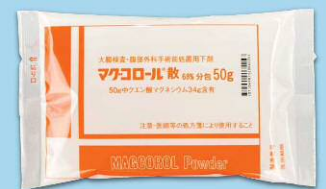 大腸検査・腹部外科手術前処置用下剤
マグコロール®散 68%分包50g
50g中クエン酸マグネシウム34g含有
注意-医師等の処方箋により使用すること
MAGCOROL Powder